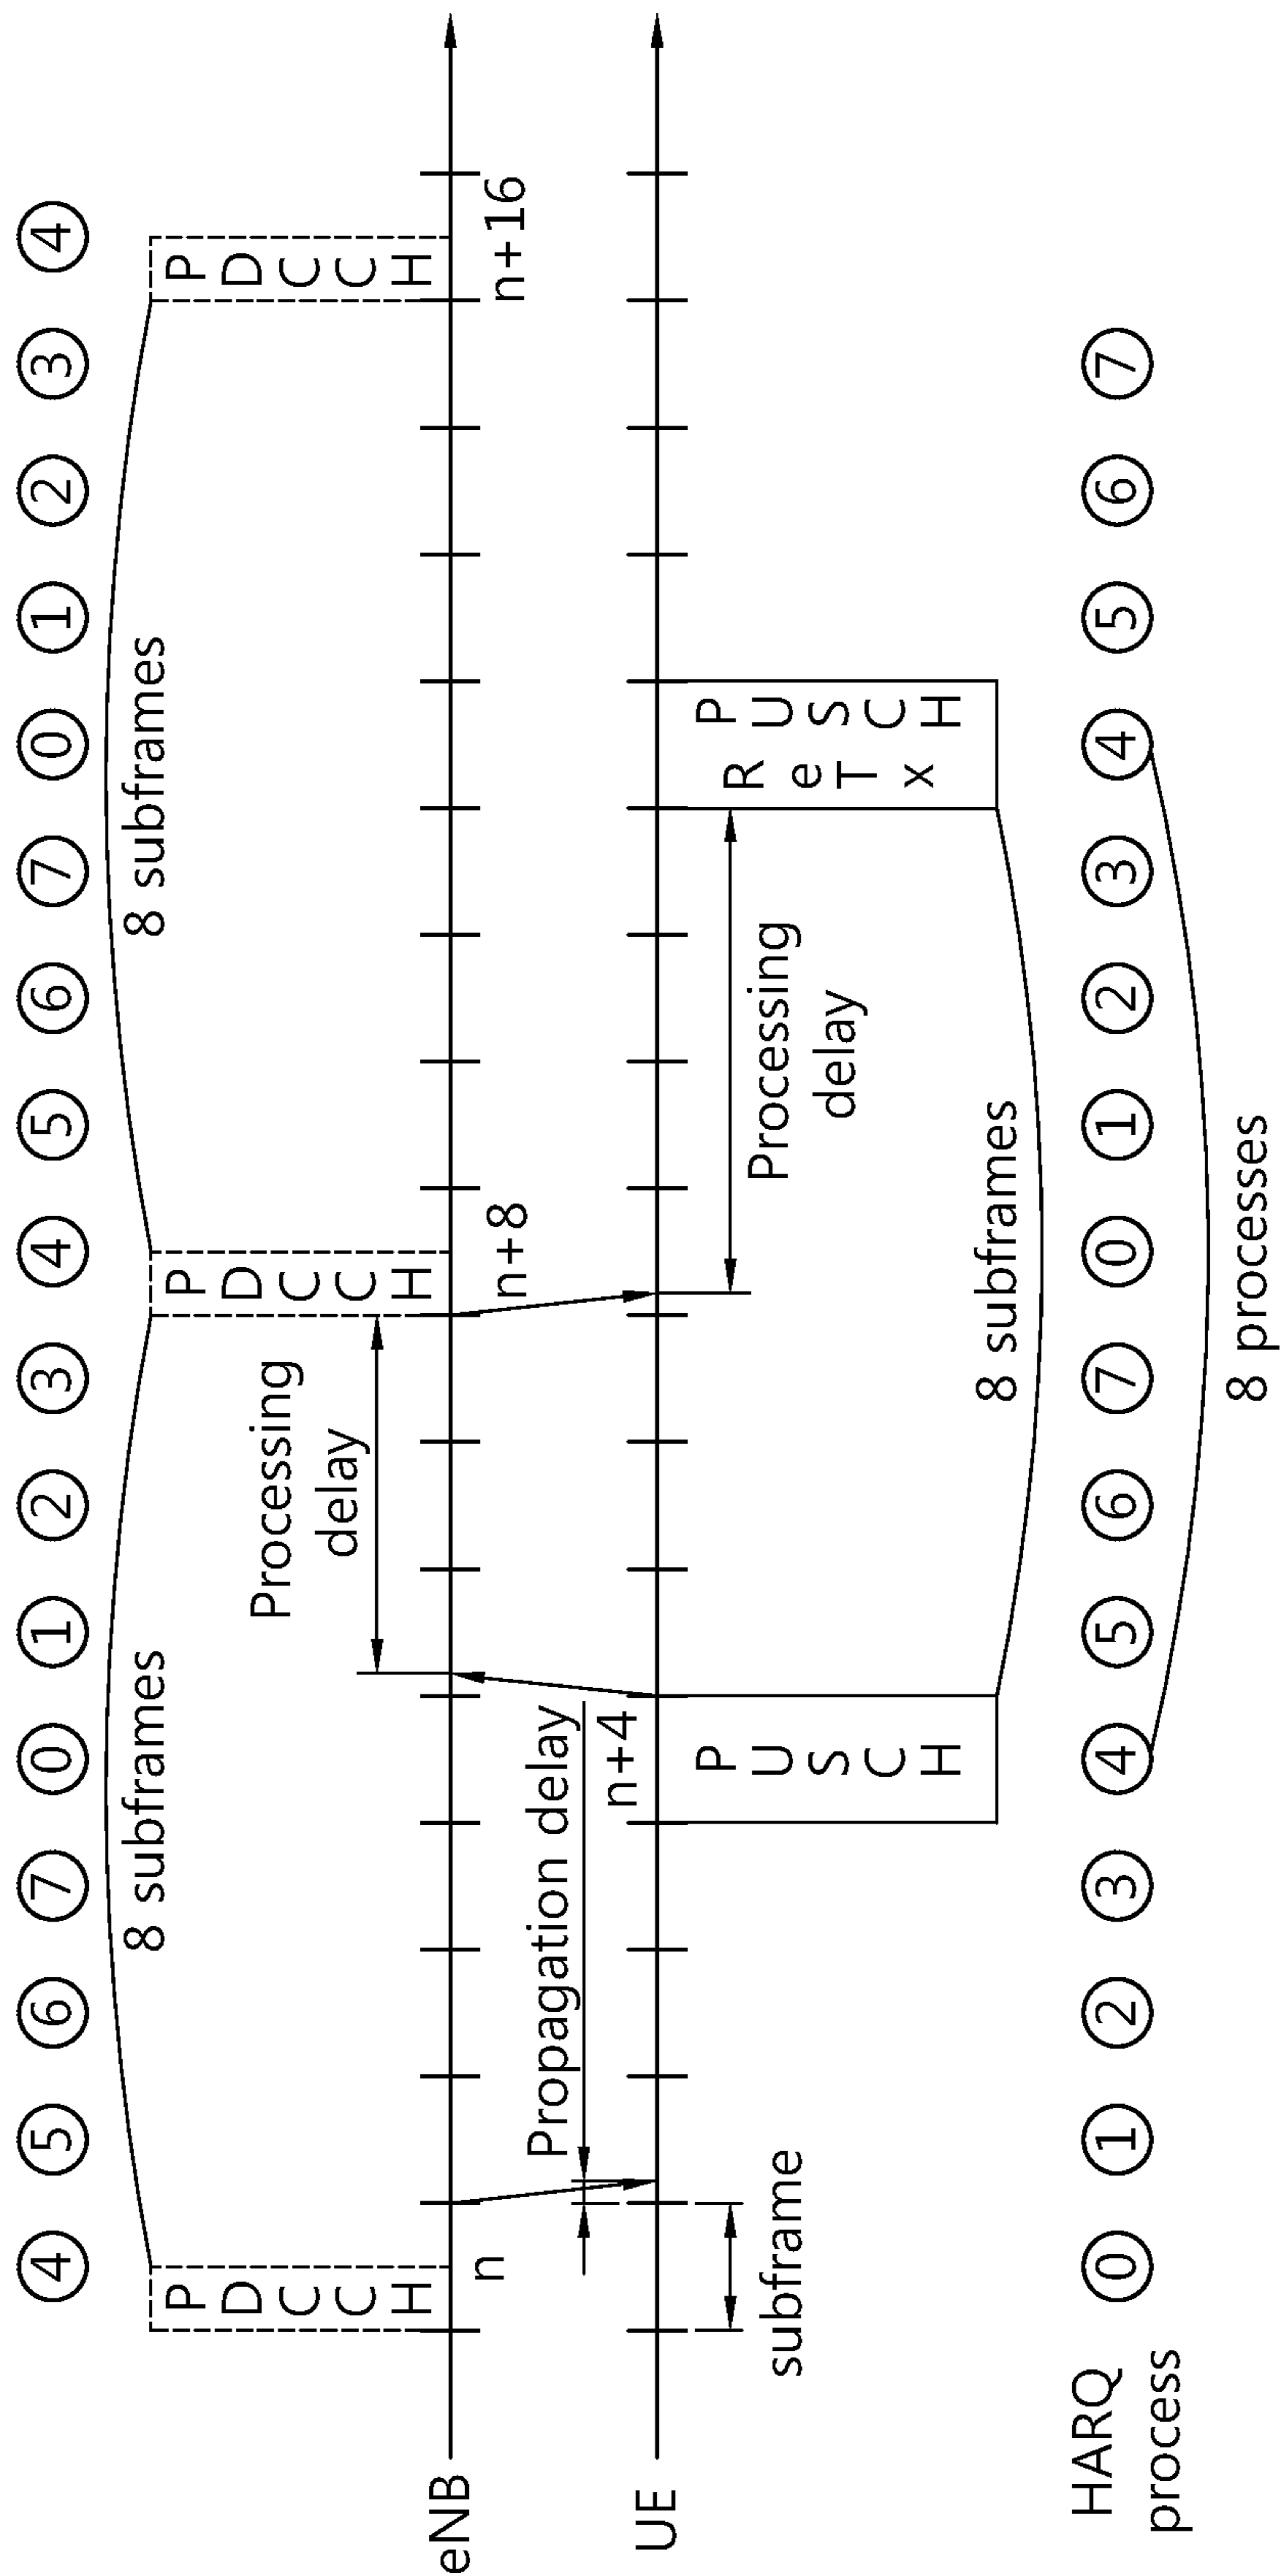 4 5 6 7 0 1 2 3 4 5 6 7 0 1 2 3 4
8 subframes
8 subframes
PDCCH
PDCCH
PDCCH
Processing
delay
eNB
n
n+8
n+16
Propagation delay
n+4
UE
PUSCH
PUSCH
ReTx
subframe
Processing
delay
8 subframes
HARQ
process
0 1 2 3 4 5 6 7 0 1 2 3 4 5 6 7
8 processes